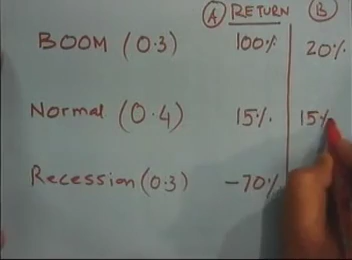 Ⓐ RETURN Ⓑ
BOOM (0.3) 100% 20%
Normal (0.4) 15% 15%
Recession (0.3) -70%